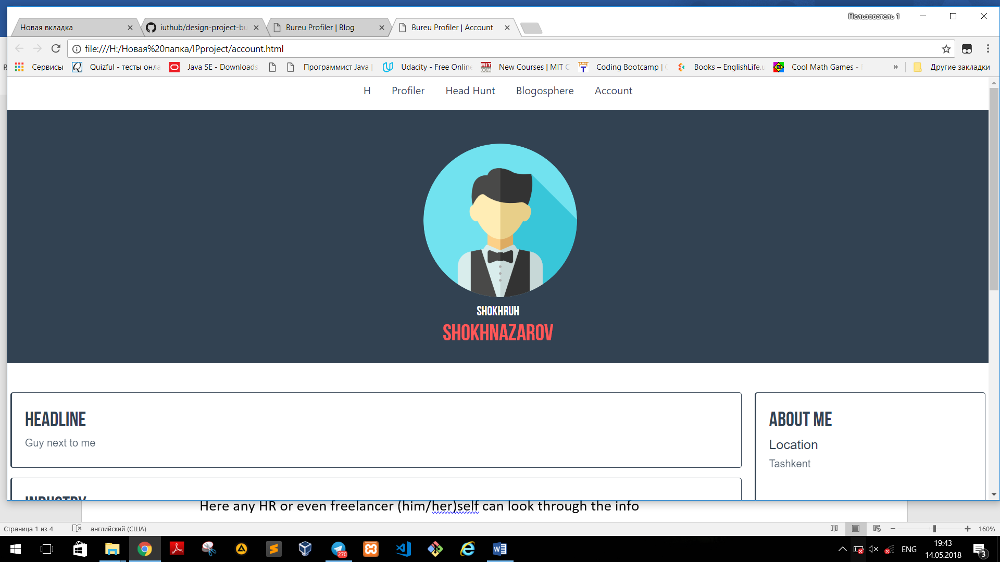 Пользователь 1
Новая вкладка
iuthub/design-project-bu
Bureu Profiler | Blog
Bureu Profiler | Account
file:///H:/Новая%20папка/IPproject/account.html
Сервисы
Quizful - тесты онла
Java SE - Downloads
Программист Java |
Udacity - Free Online
New Courses | MIT
Coding Bootcamp |
Books – EnglishLife.u
Cool Math Games -
»
Другие закладки
H
Profiler
Head Hunt
Blogosphere
Account
SHOKHRUH
SHOKHNAZAROV
HEADLINE
Guy next to me
ABOUT ME
Location
Tashkent
INDUSTRY
Here any HR or even freelancer (him/her)self can look through the info
Страница 1 из 4
английский (США)
160%
270
ENG
19:43
14.05.2018
3